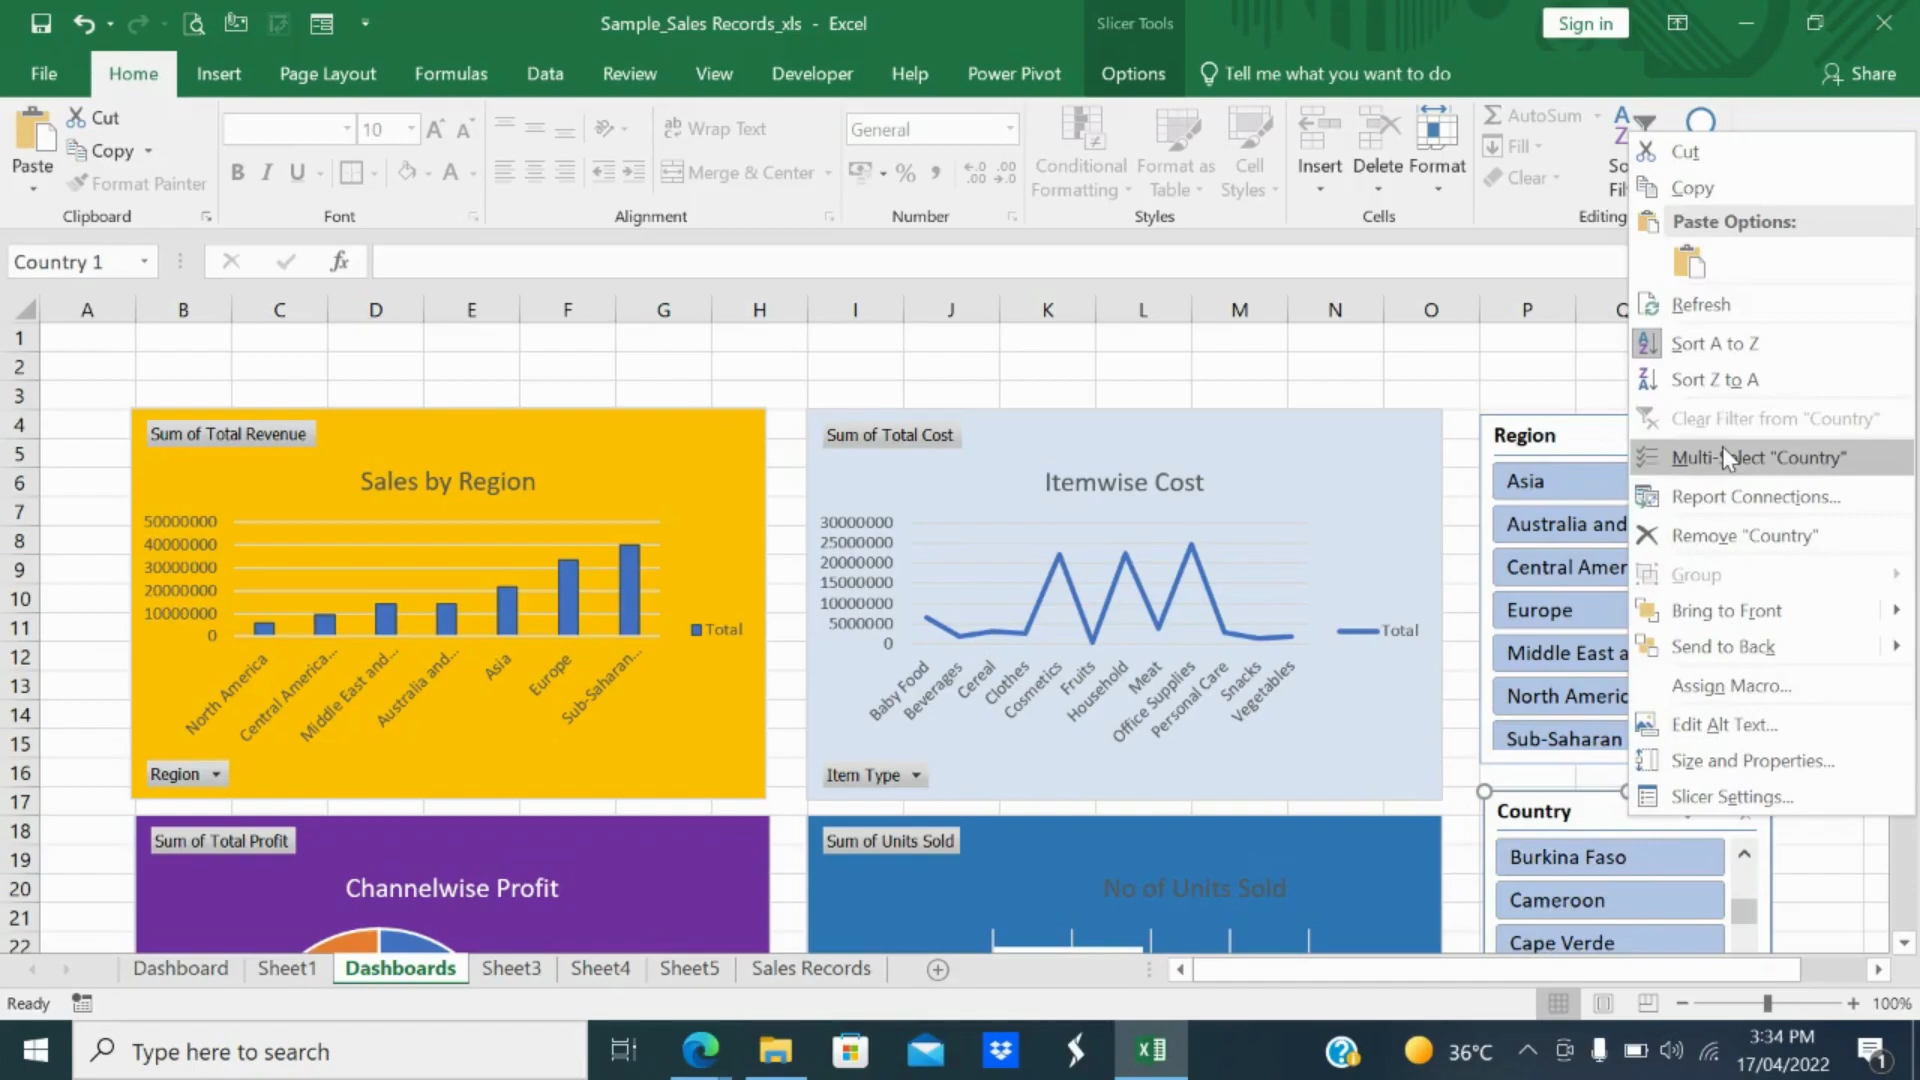 Sample_Sales Records_xls - Excel
Slicer Tools
Sign in
File
Home
Insert
Page Layout
Formulas
Data
Review
View
Developer
Help
Power Pivot
Options
Tell me what you want to do
Share
Paste
Cut
Copy
Format Painter
Clipboard
10
B I U
A
Font
Wrap Text
Merge & Center
Alignment
General
%
Number
Conditional
Formatting
Format as
Table
Cell
Styles
Styles
Insert
Delete
Format
Cells
AutoSum
Fill
Clear
Editing
Country 1
fx
A B C D E F G H I J K L M N O P
1
2
3
4
5
6
7
8
9
10
11
12
13
14
15
16
17
18
19
20
21
22
Sum of Total Revenue
Sales by Region
50000000
40000000
30000000
20000000
10000000
0
North America
Central America...
Middle East and...
Australia and...
Asia
Europe
Sub-Saharan...
Total
Region
Sum of Total Cost
Itemwise Cost
30000000
25000000
20000000
15000000
10000000
5000000
0
Baby Food
Beverages
Cereal
Clothes
Cosmetics
Fruits
Household
Meat
Office Supplies
Personal Care
Snacks
Vegetables
Total
Item Type
Sum of Total Profit
Channelwise Profit
Sum of Units Sold
No of Units Sold
Region
Asia
Australia and
Central Amer
Europe
Middle East a
North Americ
Sub-Saharan
Country
Burkina Faso
Cameroon
Cape Verde
Cut
Copy
Paste Options:
Refresh
Sort A to Z
Sort Z to A
Clear Filter from "Country"
Multi-Select "Country"
Report Connections...
Remove "Country"
Group
Bring to Front
Send to Back
Assign Macro...
Edit Alt Text...
Size and Properties...
Slicer Settings...
Dashboard
Sheet1
Dashboards
Sheet3
Sheet4
Sheet5
Sales Records
Ready
100%
Type here to search
36°C
3:34 PM
17/04/2022
1